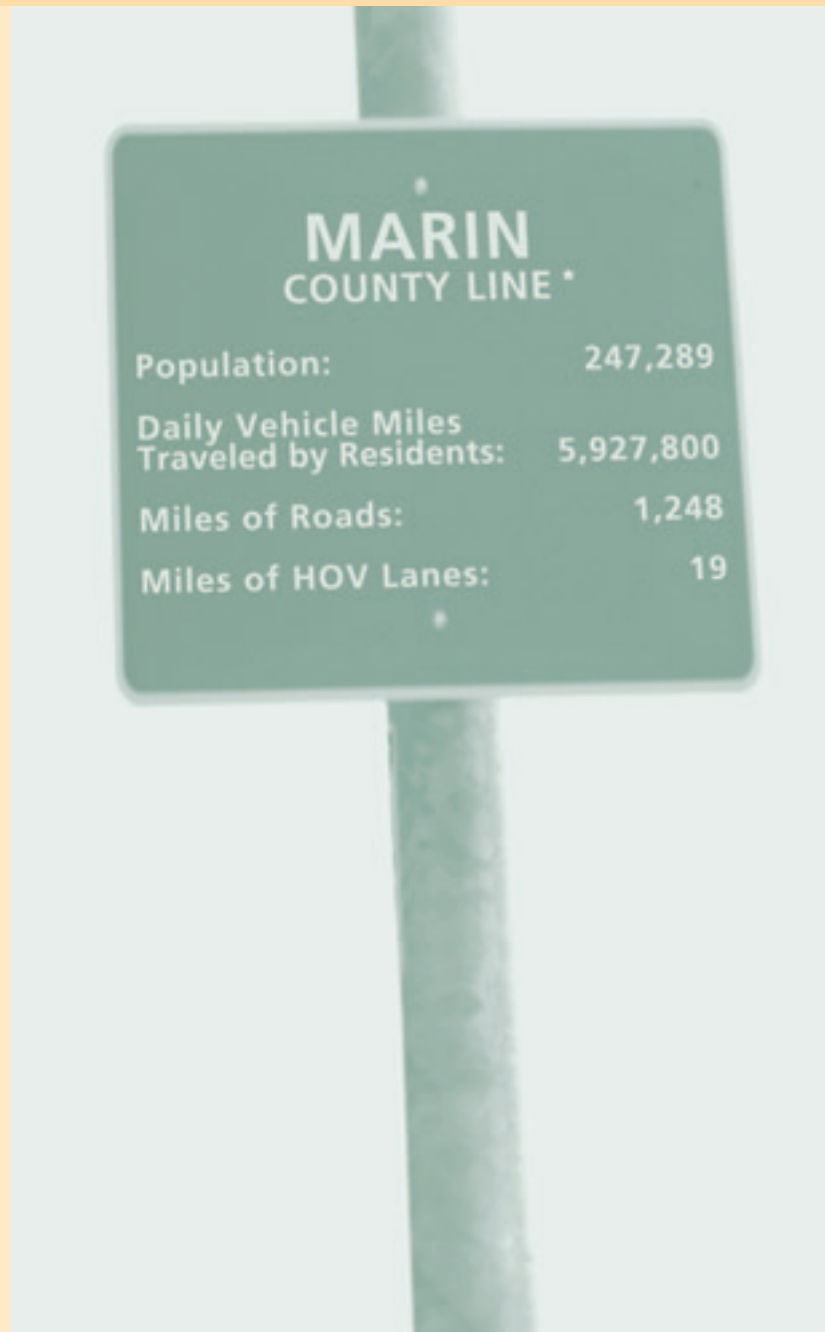 MARIN
COUNTY LINE *
Population: 247,289
Daily Vehicle Miles
Traveled by Residents: 5,927,800
Miles of Roads: 1,248
Miles of HOV Lanes: 19